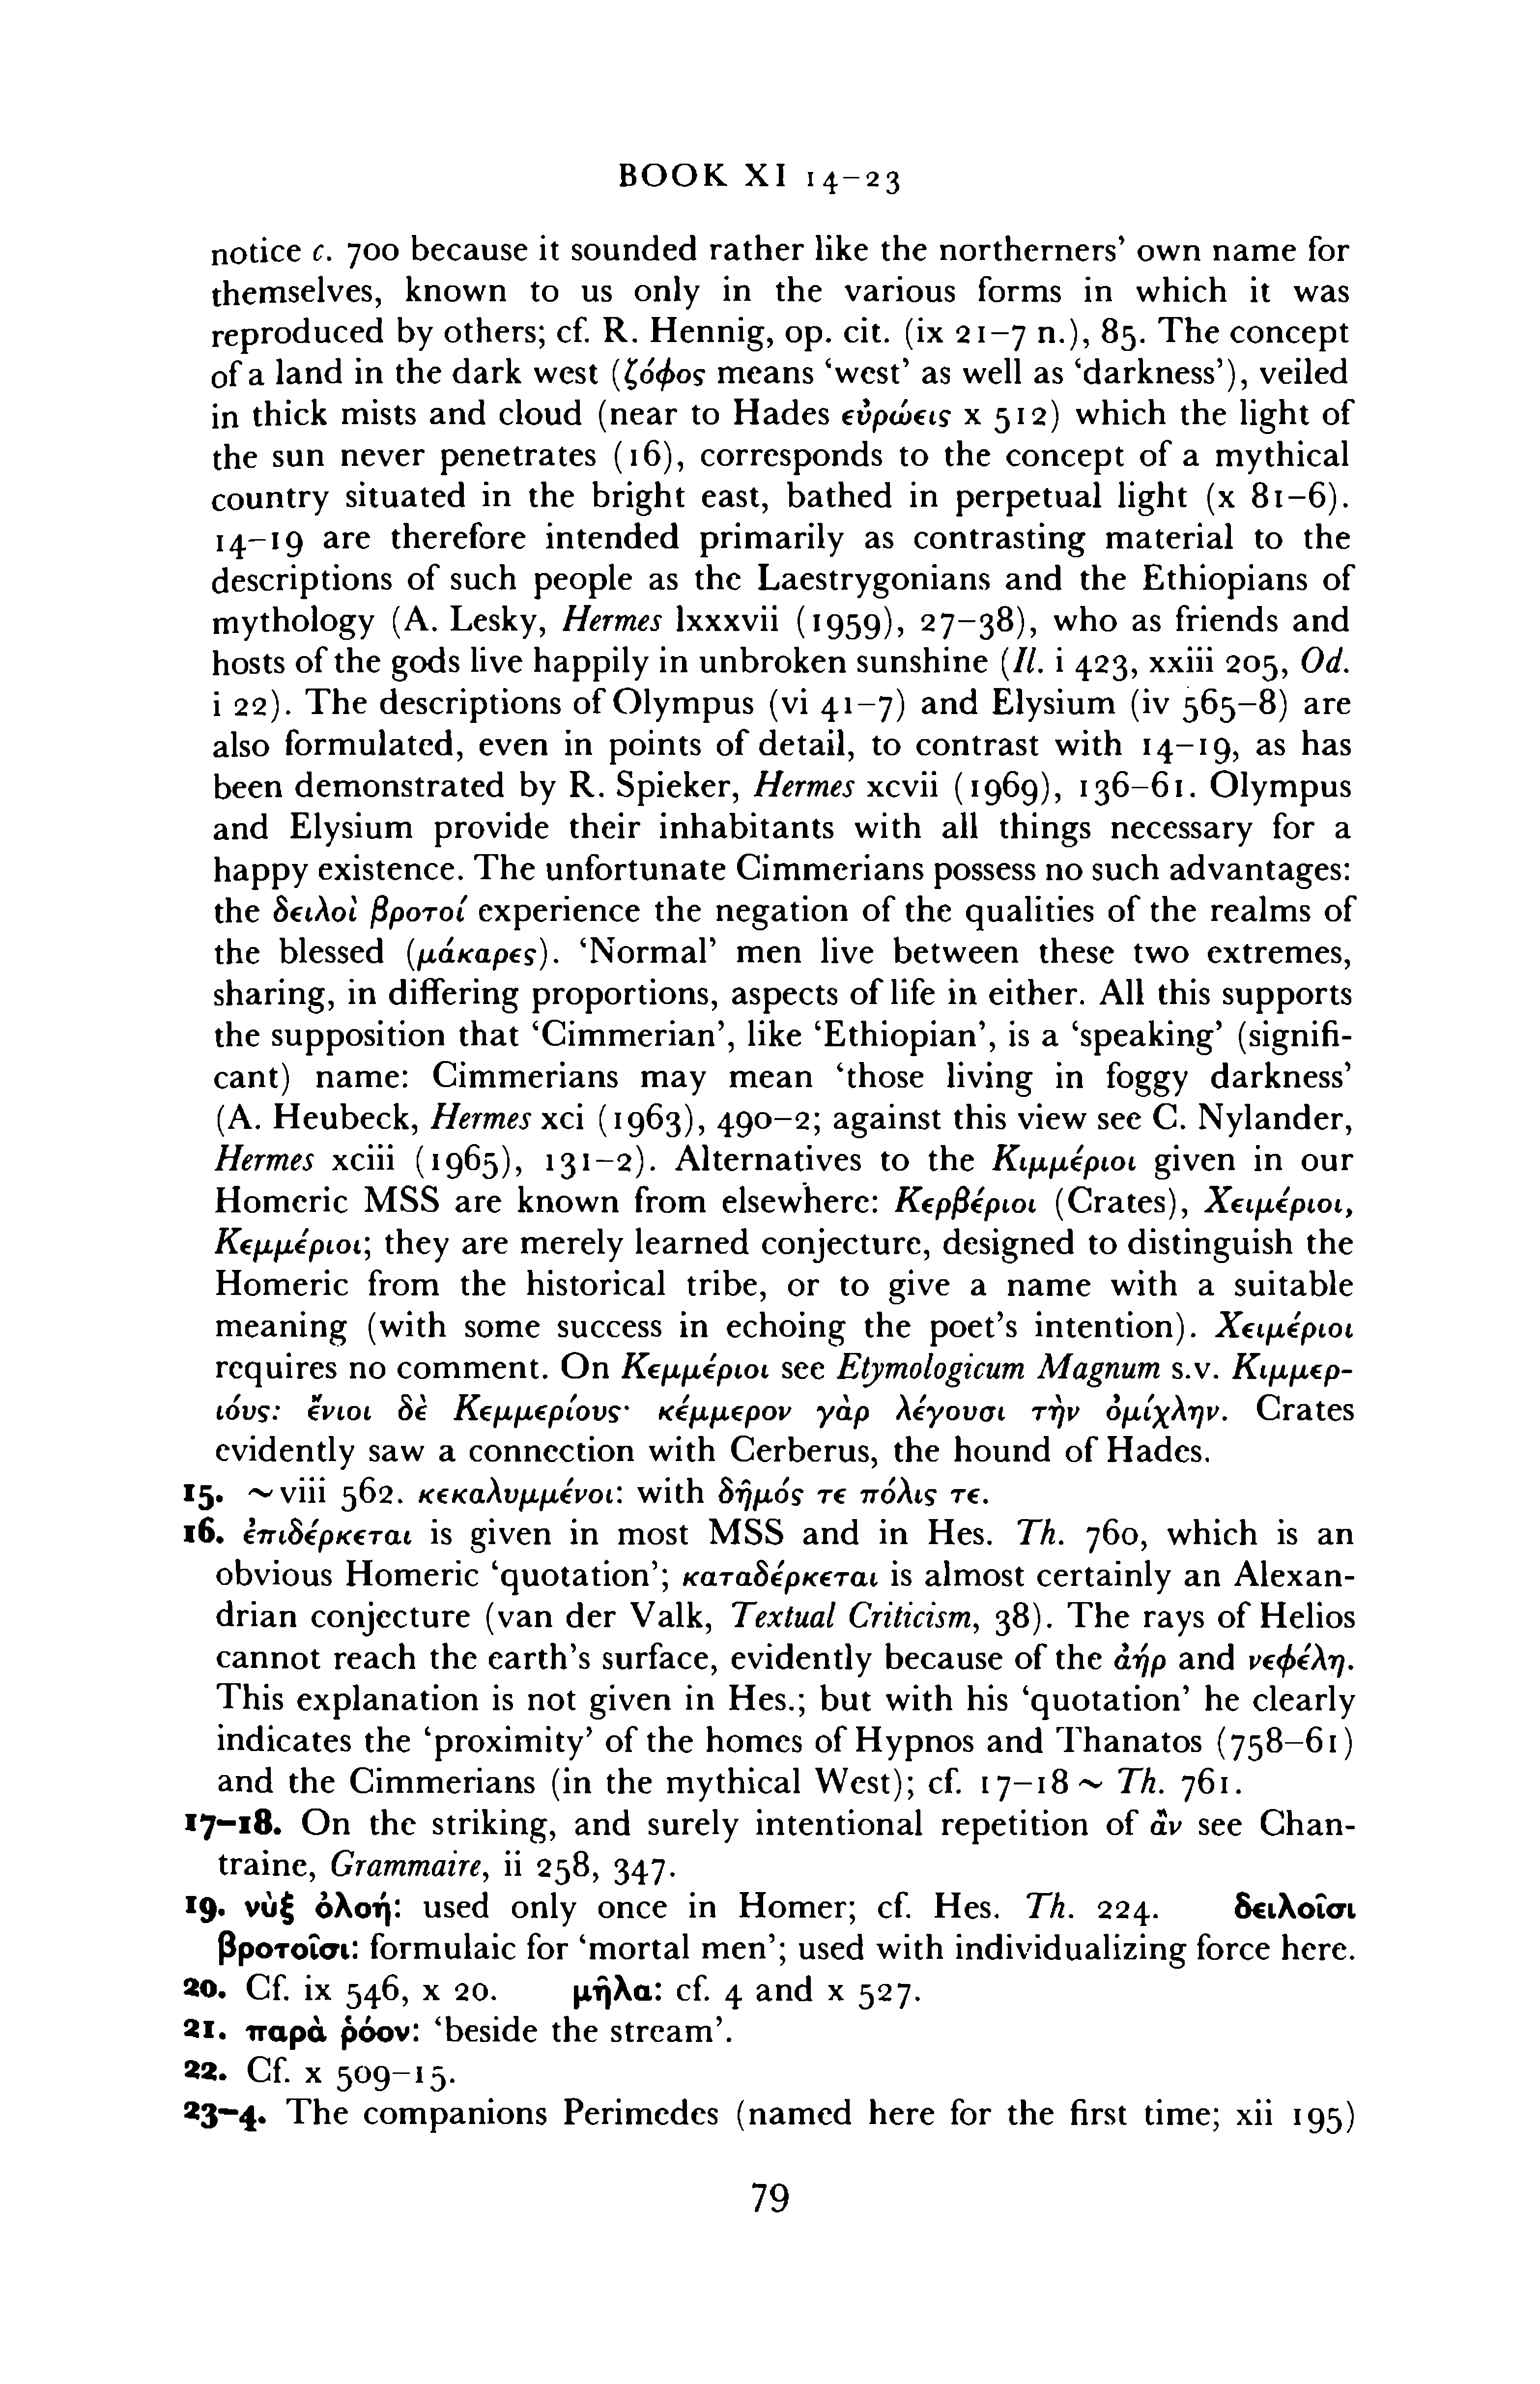 BOOK XI 14–23
notice c. 700 because it sounded rather like the northerners’ own name for
themselves, known to us only in the various forms in which it was
reproduced by others; cf. R. Hennig, op. cit. (ix 21–7 n.), 85. The concept
of a land in the dark west (ζόφος means ‘west’ as well as ‘darkness’), veiled
in thick mists and cloud (near to Hades εὐρώεις x 512) which the light of
the sun never penetrates (16), corresponds to the concept of a mythical
country situated in the bright east, bathed in perpetual light (x 81–6).
14–19 are therefore intended primarily as contrasting material to the
descriptions of such people as the Laestrygonians and the Ethiopians of
mythology (A. Lesky, Hermes lxxxvii (1959), 27–38), who as friends and
hosts of the gods live happily in unbroken sunshine (Il. i 423, xxiii 205, Od.
i 22). The descriptions of Olympus (vi 41–7) and Elysium (iv 565–8) are
also formulated, even in points of detail, to contrast with 14–19, as has
been demonstrated by R. Spieker, Hermes xcvii (1969), 136–61. Olympus
and Elysium provide their inhabitants with all things necessary for a
happy existence. The unfortunate Cimmerians possess no such advantages:
the δειλοὶ βροτοί experience the negation of the qualities of the realms of
the blessed (μάκαρες). ‘Normal’ men live between these two extremes,
sharing, in differing proportions, aspects of life in either. All this supports
the supposition that ‘Cimmerian’, like ‘Ethiopian’, is a ‘speaking’ (signifi-
cant) name: Cimmerians may mean ‘those living in foggy darkness’
(A. Heubeck, Hermes xci (1963), 490–2; against this view see C. Nylander,
Hermes xciii (1965), 131–2). Alternatives to the Κιμμέριοι given in our
Homeric MSS are known from elsewhere: Κερβέριοι (Crates), Χειμέριοι,
Κεμμέριοι; they are merely learned conjecture, designed to distinguish the
Homeric from the historical tribe, or to give a name with a suitable
meaning (with some success in echoing the poet’s intention). Χειμέριοι
requires no comment. On Κεμμέριοι see Etymologicum Magnum s.v. Κιμμερ-
ιόυς: ἔνιοι δὲ Κεμμερίους· κέμμερον γὰρ λέγουσι τὴν ὀμίχλην. Crates
evidently saw a connection with Cerberus, the hound of Hades.
15. ~viii 562. κεκαλυμμένοι: with δῆμός τε πόλις τε.
16. ἐπιδέρκεται is given in most MSS and in Hes. Th. 760, which is an
obvious Homeric ‘quotation’; καταδέρκεται is almost certainly an Alexan-
drian conjecture (van der Valk, Textual Criticism, 38). The rays of Helios
cannot reach the earth’s surface, evidently because of the ἀήρ and νεφέλη.
This explanation is not given in Hes.; but with his ‘quotation’ he clearly
indicates the ‘proximity’ of the homes of Hypnos and Thanatos (758–61)
and the Cimmerians (in the mythical West); cf. 17–18 ~ Th. 761.
17–18. On the striking, and surely intentional repetition of ἄν see Chan-
traine, Grammaire, ii 258, 347.
19. νὺξ ὀλοή: used only once in Homer; cf. Hes. Th. 224. δειλοῖσι
βροτοῖσι: formulaic for ‘mortal men’; used with individualizing force here.
20. Cf. ix 546, x 20. μῆλα: cf. 4 and x 527.
21. παρὰ ῥόον: ‘beside the stream’.
22. Cf. x 509–15.
23–4. The companions Perimedes (named here for the first time; xii 195)
79